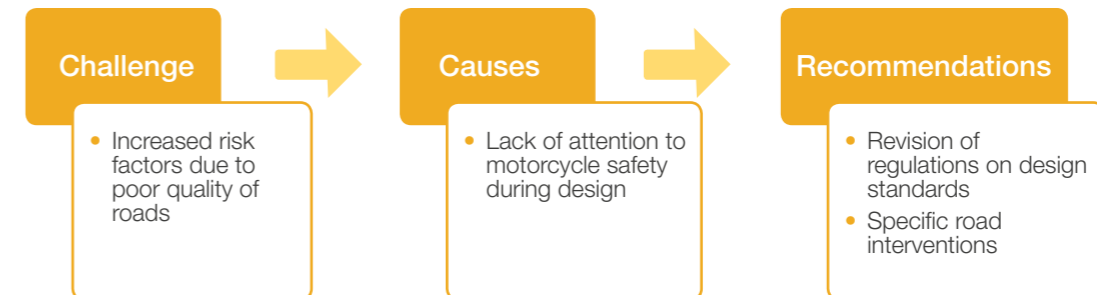 Challenge
• Increased risk
factors due to
poor quality of
roads
Causes
• Lack of attention to
motorcycle safety
during design
Recommendations
• Revision of
regulations on design
standards
• Specific road
interventions